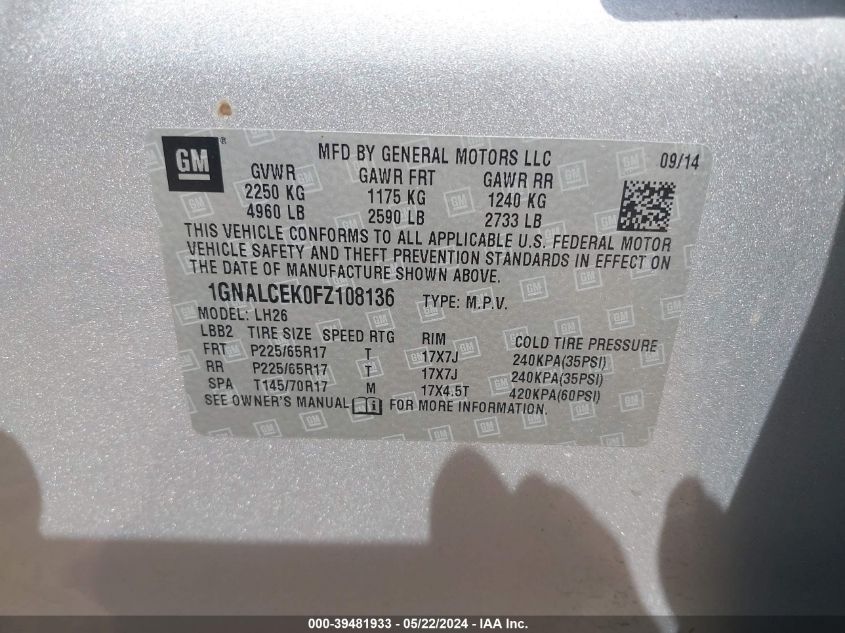 GM
MFD BY GENERAL MOTORS LLC 09/14
GVWR GAWR FRT GAWR RR
2250 KG 1175 KG 1240 KG
4960 LB 2590 LB 2733 LB
THIS VEHICLE CONFORMS TO ALL APPLICABLE U.S. FEDERAL MOTOR
VEHICLE SAFETY AND THEFT PREVENTION STANDARDS IN EFFECT ON
THE DATE OF MANUFACTURE SHOWN ABOVE.
1GNALCEK0FZ108136 TYPE: M.P.V.
MODEL: LH26
LBB2 TIRE SIZE SPEED RTG RIM COLD TIRE PRESSURE
FRT P225/65R17 T 17X7J 240KPA(35PSI)
RR P225/65R17 T 17X7J 240KPA(35PSI)
SPA T145/70R17 M 17X4.5T 420KPA(60PSI)
SEE OWNER'S MANUAL FOR MORE INFORMATION.
000-39481933 - 05/22/2024 - IAA Inc.